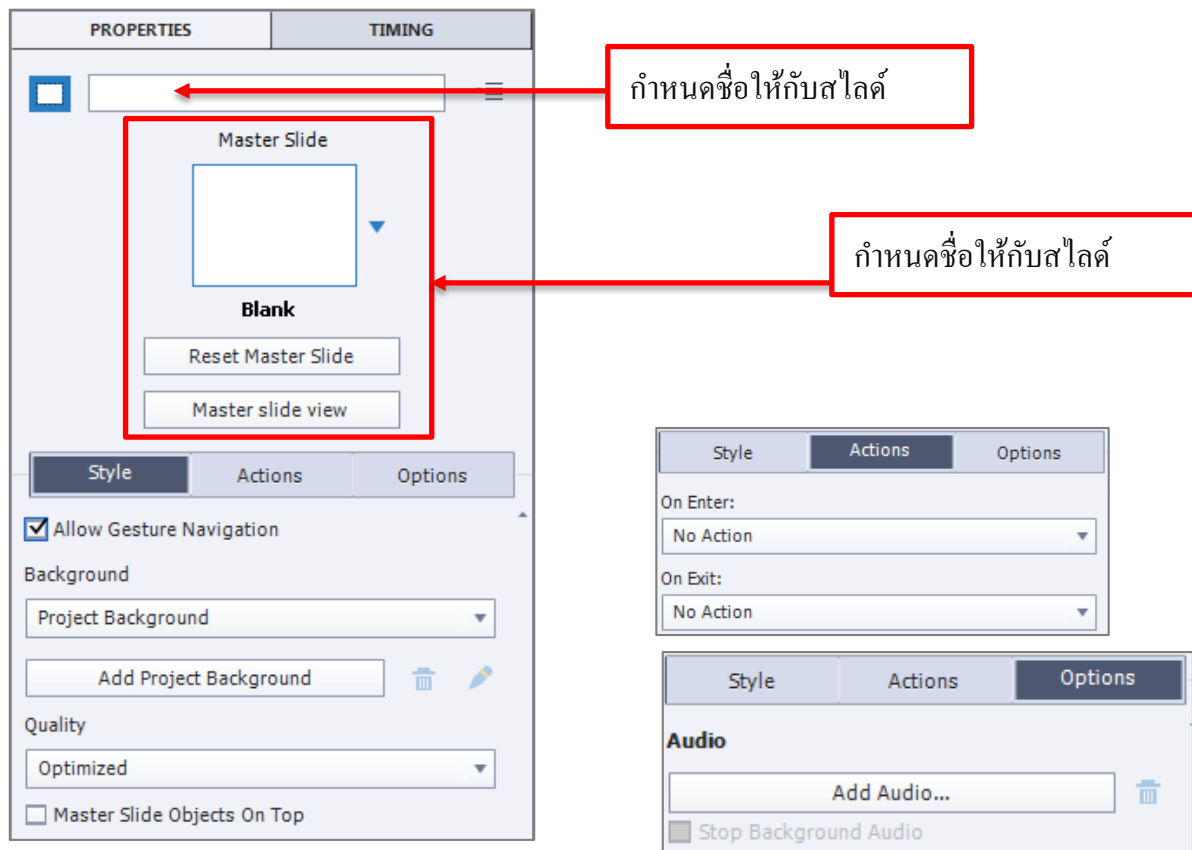 PROPERTIES TIMING
กำหนดชื่อให้กับสไลด์
Master Slide
กำหนดชื่อให้กับสไลด์
Blank
Reset Master Slide
Master slide view
Style Actions Options
Allow Gesture Navigation
Background
Project Background
Add Project Background
Quality
Optimized
Master Slide Objects On Top
Style Actions Options
On Enter:
No Action
On Exit:
No Action
Style Actions Options
Audio
Add Audio...
Stop Background Audio